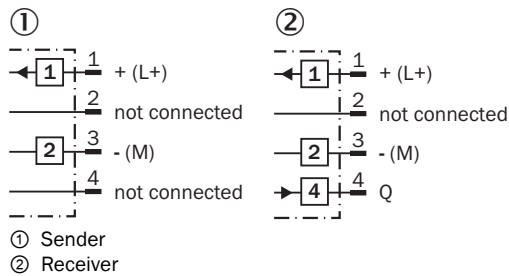 ①
1 1 + (L+)
2 not connected
2 3 - (M)
4 not connected
②
1 1 + (L+)
2 not connected
2 3 - (M)
4 4 Q
① Sender
② Receiver